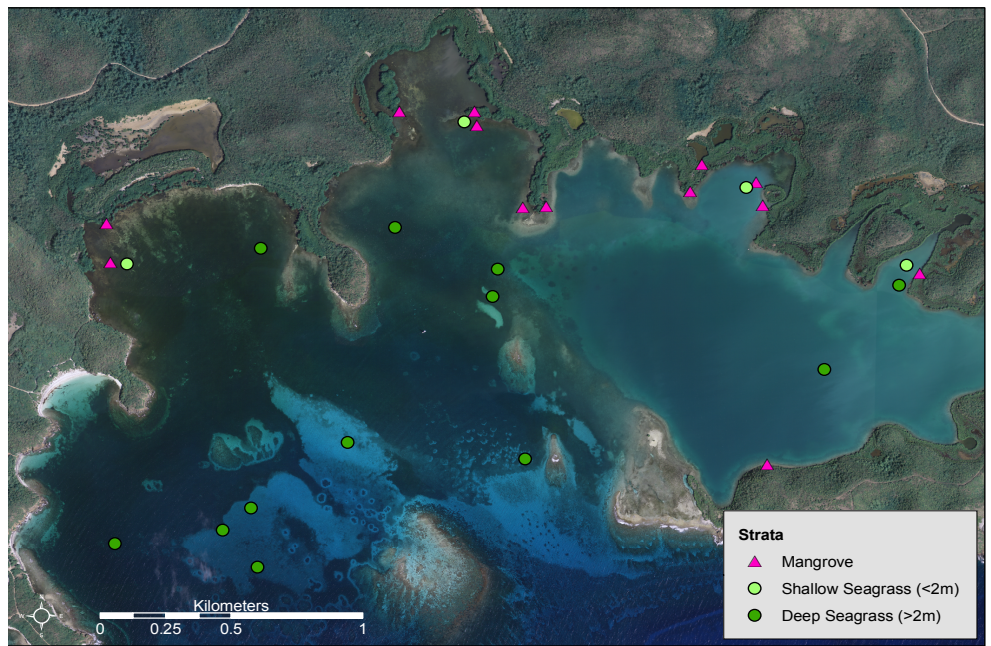 Strata
Mangrove
Shallow Seagrass (<2m)
Deep Seagrass (>2m)
Kilometers
0 0.25 0.5 1
N
S